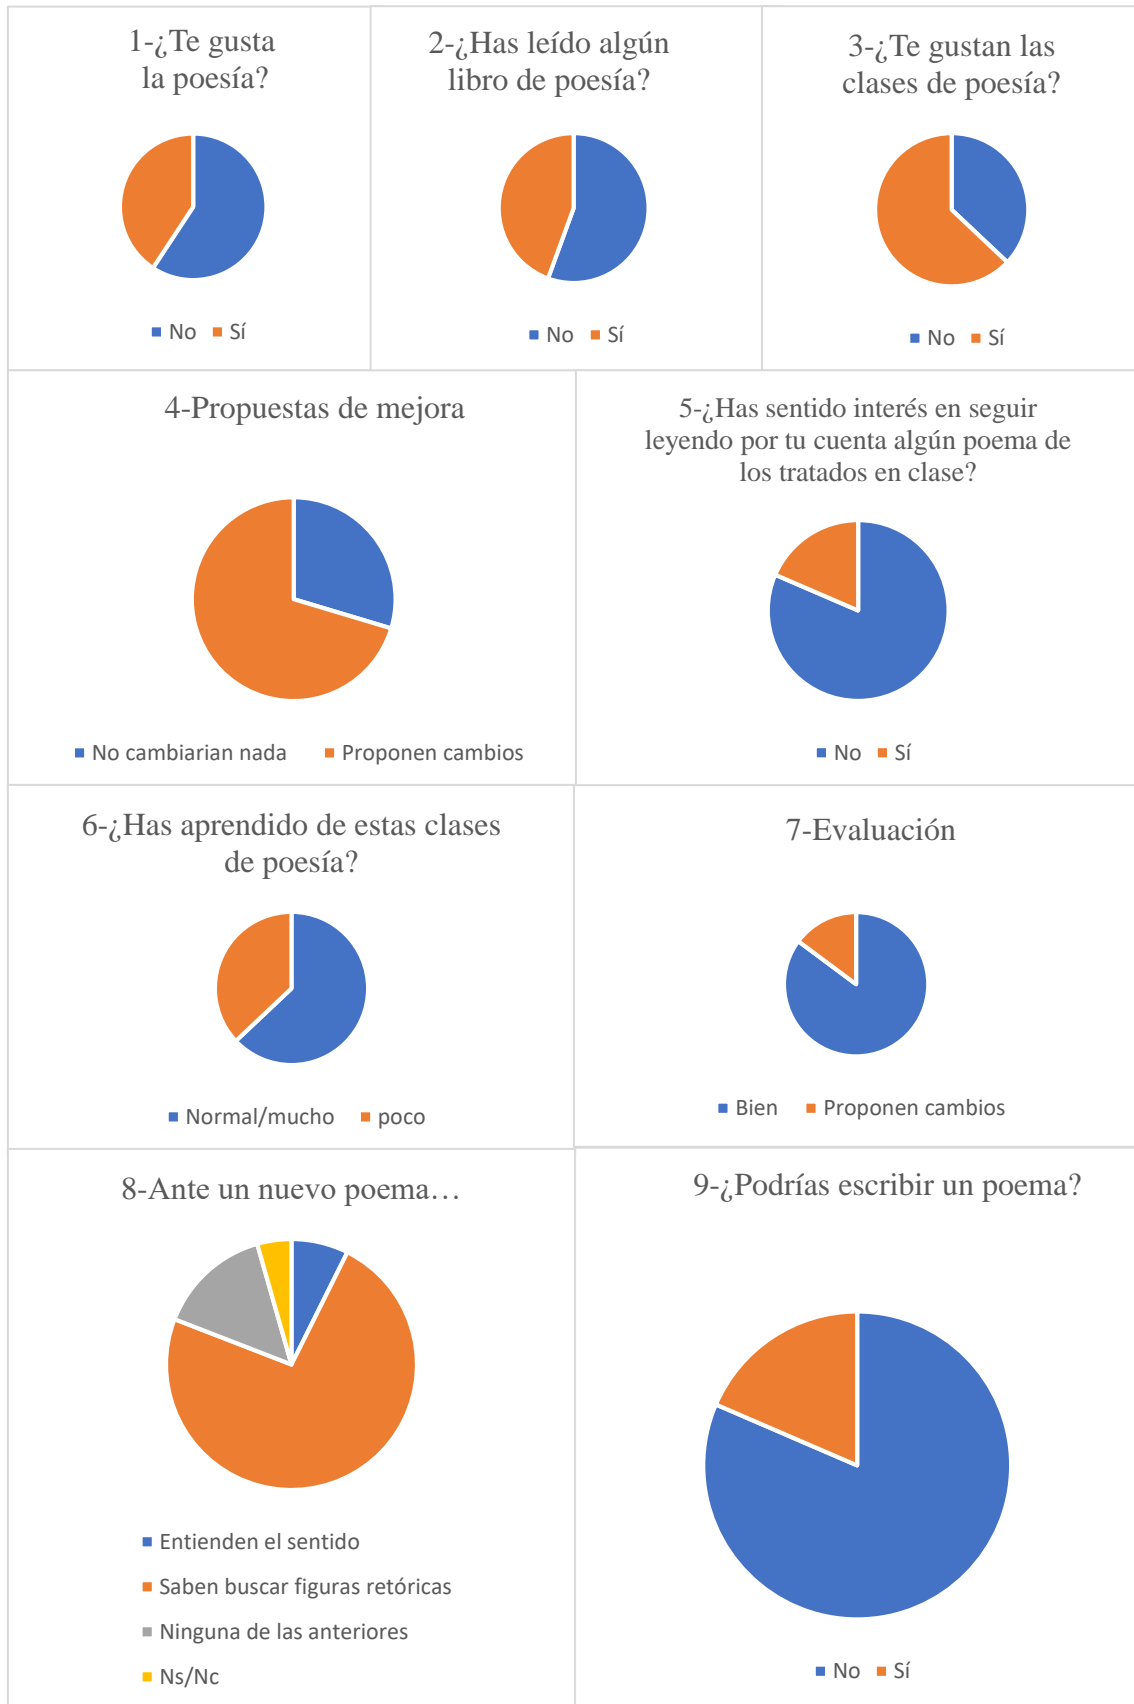 1-¿Te gusta
la poesía?
No Sí
2-¿Has leído algún
libro de poesía?
No Sí
3-¿Te gustan las
clases de poesía?
No Sí
4-Propuestas de mejora
No cambiarian nada Proponen cambios
5-¿Has sentido interés en seguir
leyendo por tu cuenta algún poema de
los tratados en clase?
No Sí
6-¿Has aprendido de estas clases
de poesía?
Normal/mucho poco
7-Evaluación
Bien Proponen cambios
8-Ante un nuevo poema…
Entienden el sentido
Saben buscar figuras retóricas
Ninguna de las anteriores
Ns/Nc
9-¿Podrías escribir un poema?
No Sí